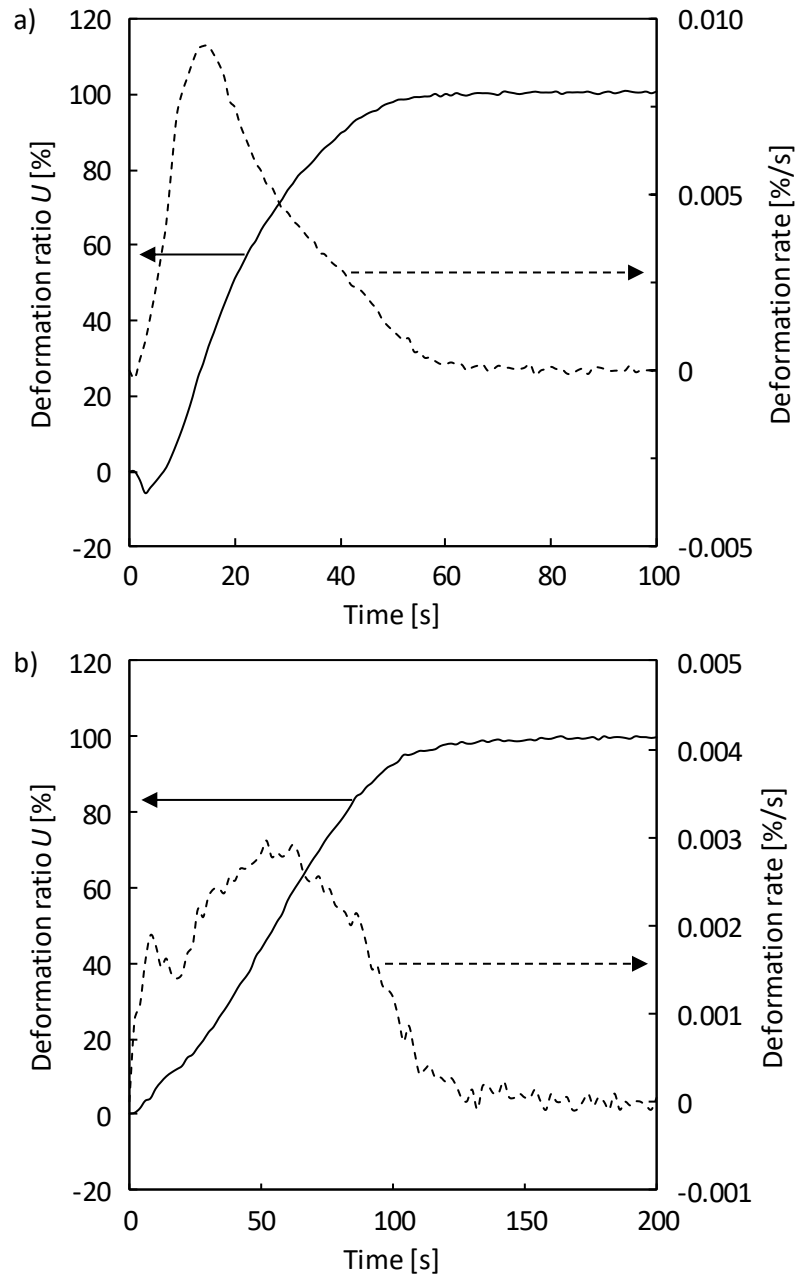 a)
120
100
80
60
40
20
0
-20
Deformation ratio U [%]
0.010
0.005
0
-0.005
Deformation rate [%/s]
0 20 40 60 80 100
Time [s]
b)
120
100
80
60
40
20
0
-20
Deformation ratio U [%]
0.005
0.004
0.003
0.002
0.001
0
-0.001
Deformation rate [%/s]
0 50 100 150 200
Time [s]